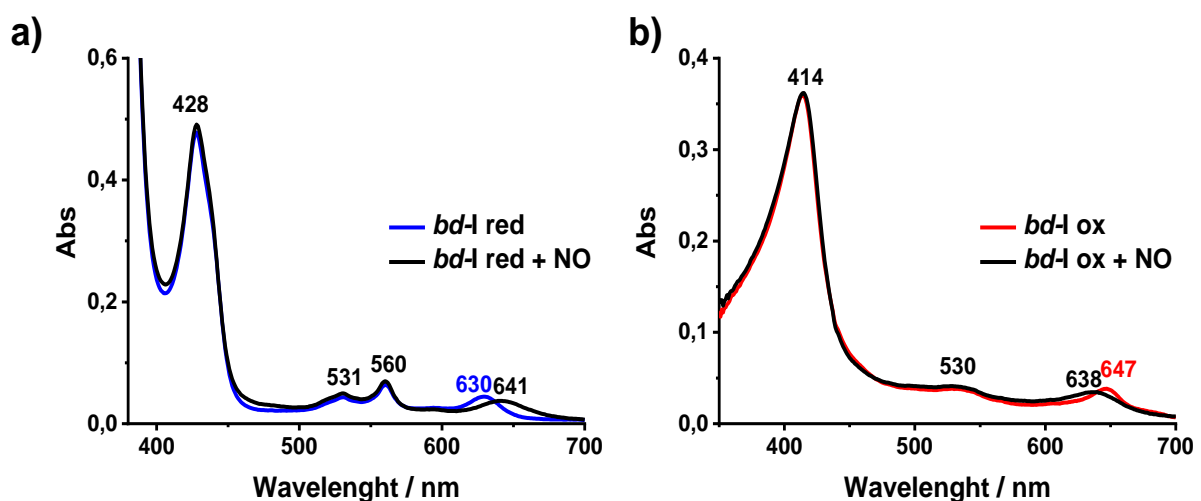 a)
0,6
0,4
0,2
0,0
Abs
428
531
560
630
641
bd-I red
bd-I red + NO
400
500
600
700
Wavelenght / nm
b)
0,4
0,3
0,2
0,1
0,0
Abs
414
530
638
647
bd-I ox
bd-I ox + NO
400
500
600
700
Wavelenght / nm